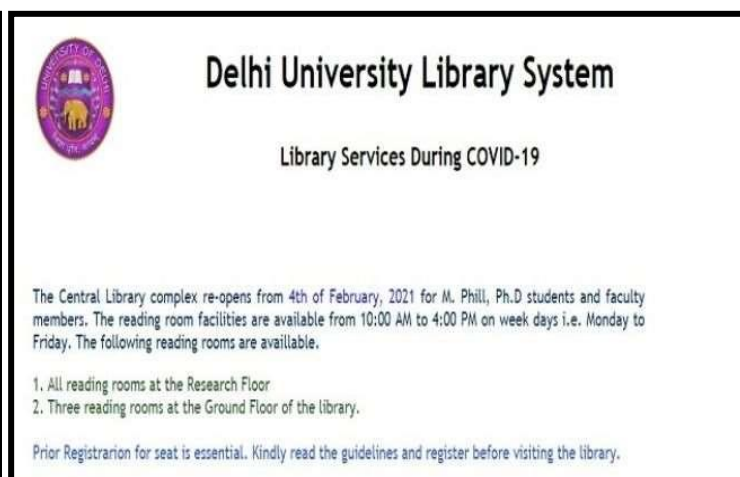 UNIVERSITY OF DELHI
Delhi University Library System
Library Services During COVID-19
The Central Library complex re-opens from 4th of February, 2021 for M. Phill, Ph.D students and faculty
members. The reading room facilities are available from 10:00 AM to 4:00 PM on week days i.e. Monday to
Friday. The following reading rooms are availlable.
1. All reading rooms at the Research Floor
2. Three reading rooms at the Ground Floor of the library.
Prior Registrarion for seat is essential. Kindly read the guidelines and register before visiting the library.